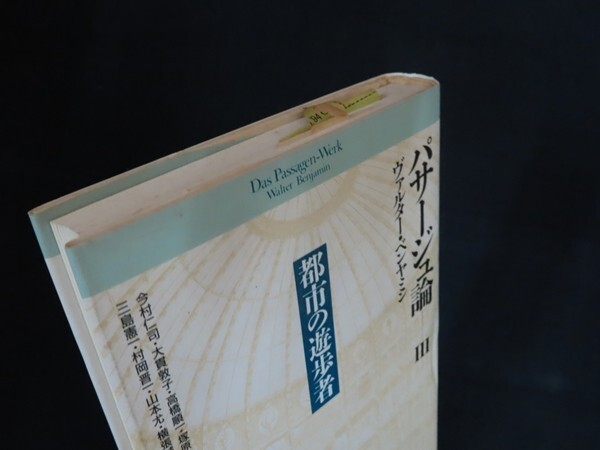 Das Passagen-Werk
Walter Benjamin
パサージュ論 III
ヴァルター・ベンヤミン
都市の遊歩者
今村仁司・大貫敦子・高橋順一・塚原
三島憲一・村岡晋一・山本尤・横張